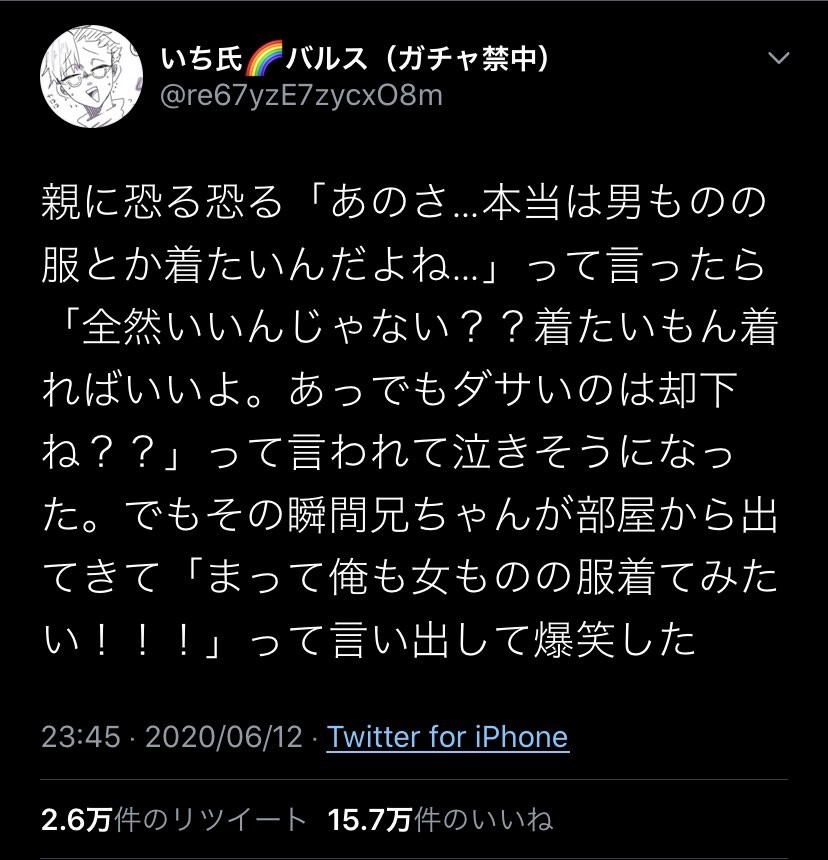 いち氏🌈バルス（ガチャ禁中）
@re67yzE7zycxO8m
親に恐る恐る「あのさ...本当は男ものの
服とか着たいんだよね...」って言ったら
「全然いいんじゃない？？着たいもん着
ればいいよ。あっでもダサいのは却下
ね？？」って言われて泣きそうになっ
た。でもその瞬間兄ちゃんが部屋から出
てきて「まって俺も女ものの服着てみた
い！！！」って言い出して爆笑した
23:45 · 2020/06/12 · Twitter for iPhone
2.6万件のリツイート 15.7万件のいいね